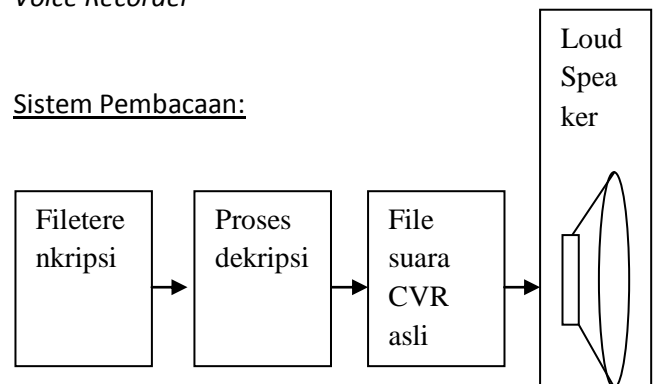 Voice Recorder
Loud
Spea
ker
Sistem Pembacaan:
Filetere
nkripsi
Proses
dekripsi
File
suara
CVR
asli